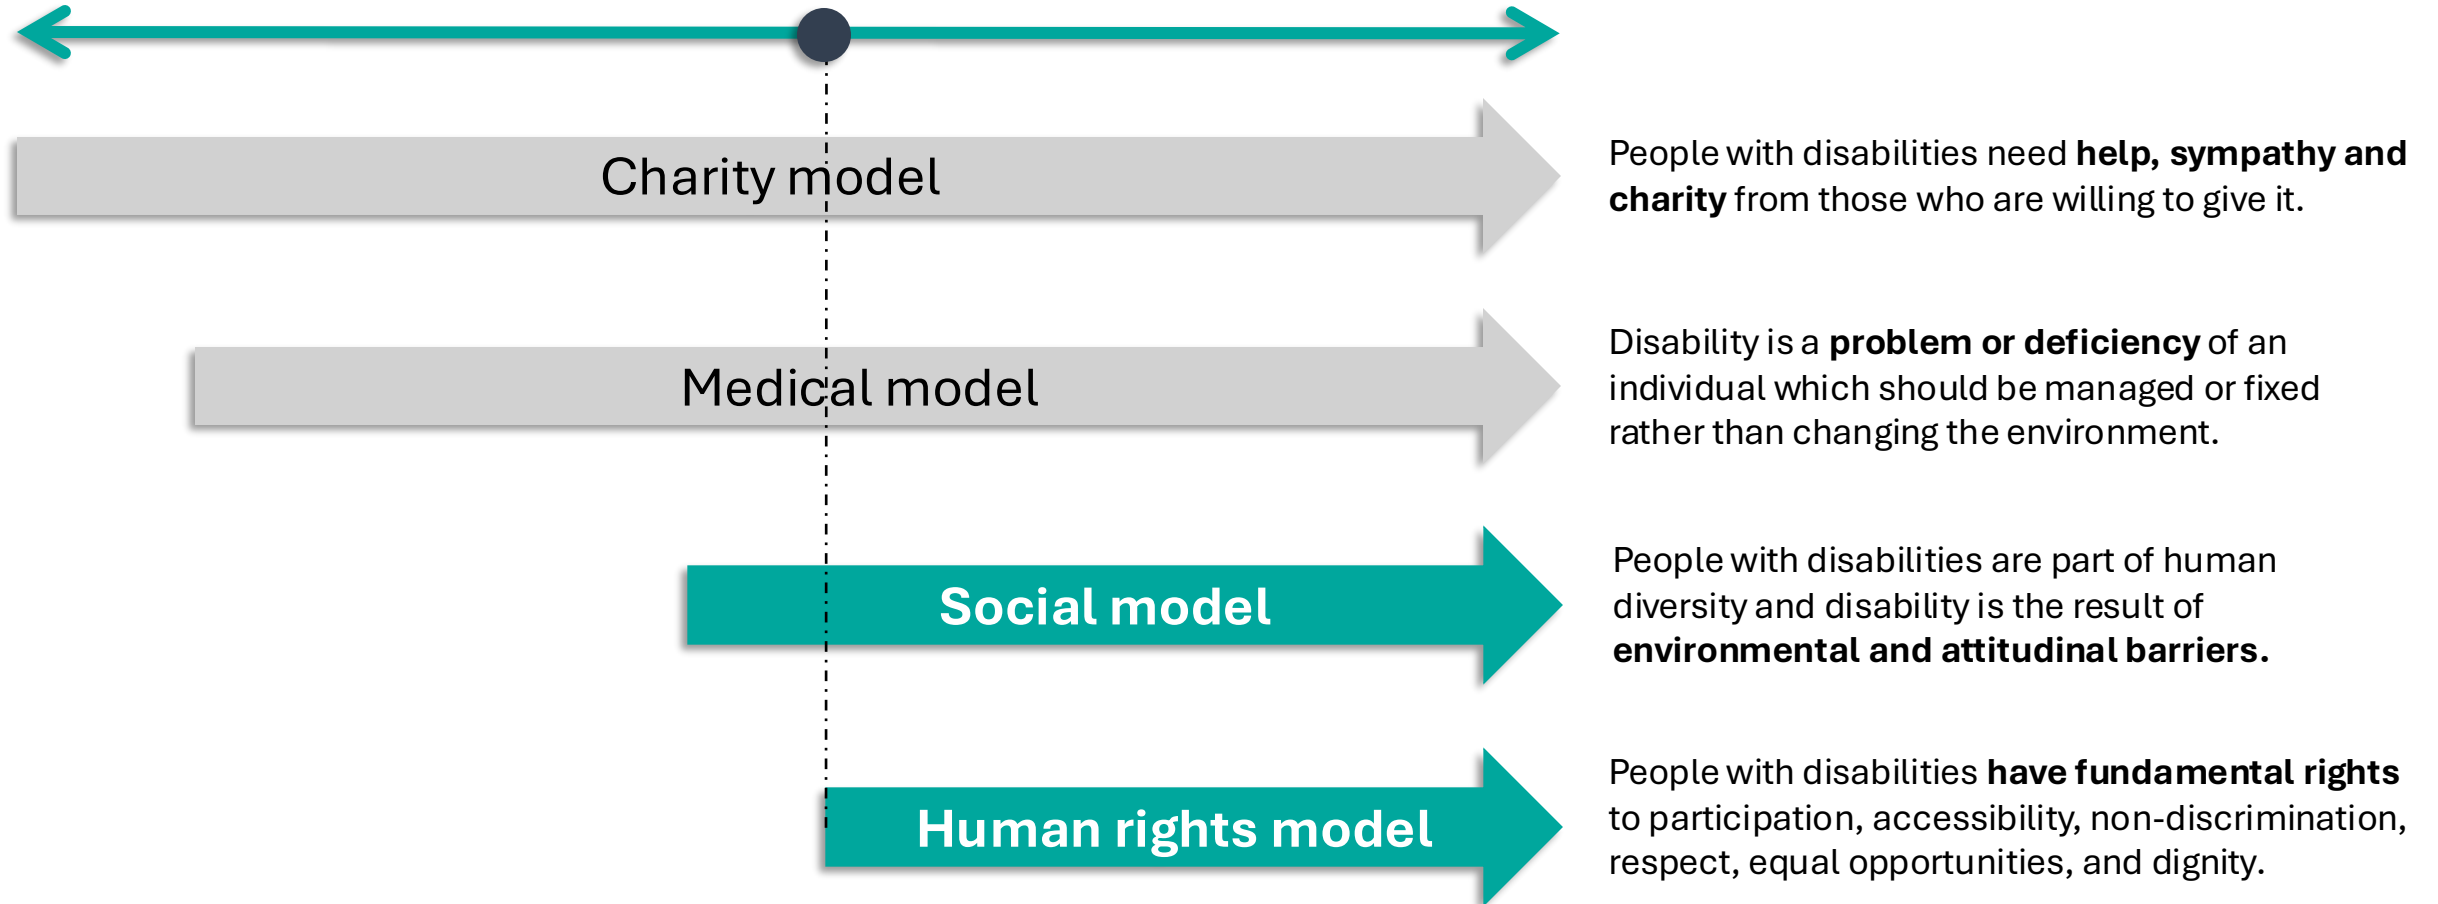 Charity model
People with disabilities need help, sympathy and
charity from those who are willing to give it.
Medical model
Disability is a problem or deficiency of an
individual which should be managed or fixed
rather than changing the environment.
Social model
People with disabilities are part of human
diversity and disability is the result of
environmental and attitudinal barriers.
Human rights model
People with disabilities have fundamental rights
to participation, accessibility, non-discrimination,
respect, equal opportunities, and dignity.